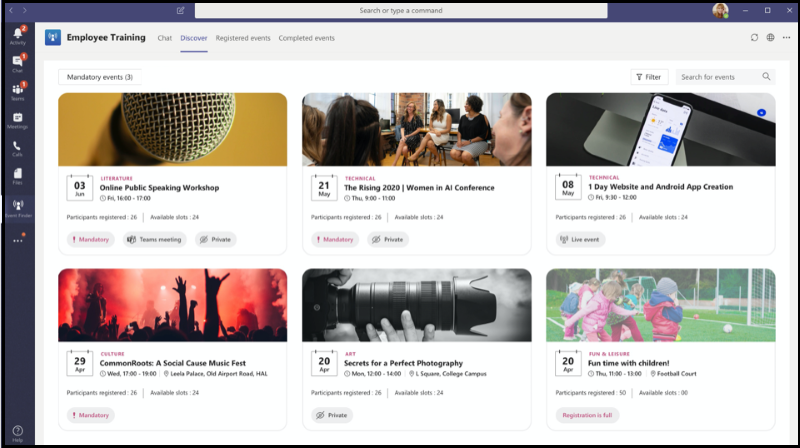 Search or type a command
Employee Training
Chat
Discover
Registered events
Completed events
2
Activity
1
Chat
1
Teams
Meetings
Calls
Files
Event Finder
Help
Mandatory events (3)
Filter
Search for events
03
Jun
LITERATURE
Online Public Speaking Workshop
Fri, 16:00 - 17:00
Participants registered : 26 | Available slots : 24
Mandatory
Teams meeting
Private
21
May
TECHNICAL
The Rising 2020 | Women in AI Conference
Thu, 9:00 - 11:00
Participants registered : 26 | Available slots : 24
Mandatory
Private
08
May
TECHNICAL
1 Day Website and Android App Creation
Fri, 9:30 - 12:00
Participants registered : 26 | Available slots : 24
Live event
29
Apr
CULTURE
CommonRoots: A Social Cause Music Fest
Wed, 17:00 - 19:00 Leela Palace, Old Airport Road, HAL
Participants registered : 26 | Available slots : 24
Mandatory
20
Apr
ART
Secrets for a Perfect Photography
Mon, 12:00 - 14:00 L Square, College Campus
Participants registered : 26 | Available slots : 24
Private
20
Apr
FUN & LEISURE
Fun time with children!
Thu, 11:00 - 13:00 Football Court
Participants registered : 50 | Available slots : 00
Registration is full